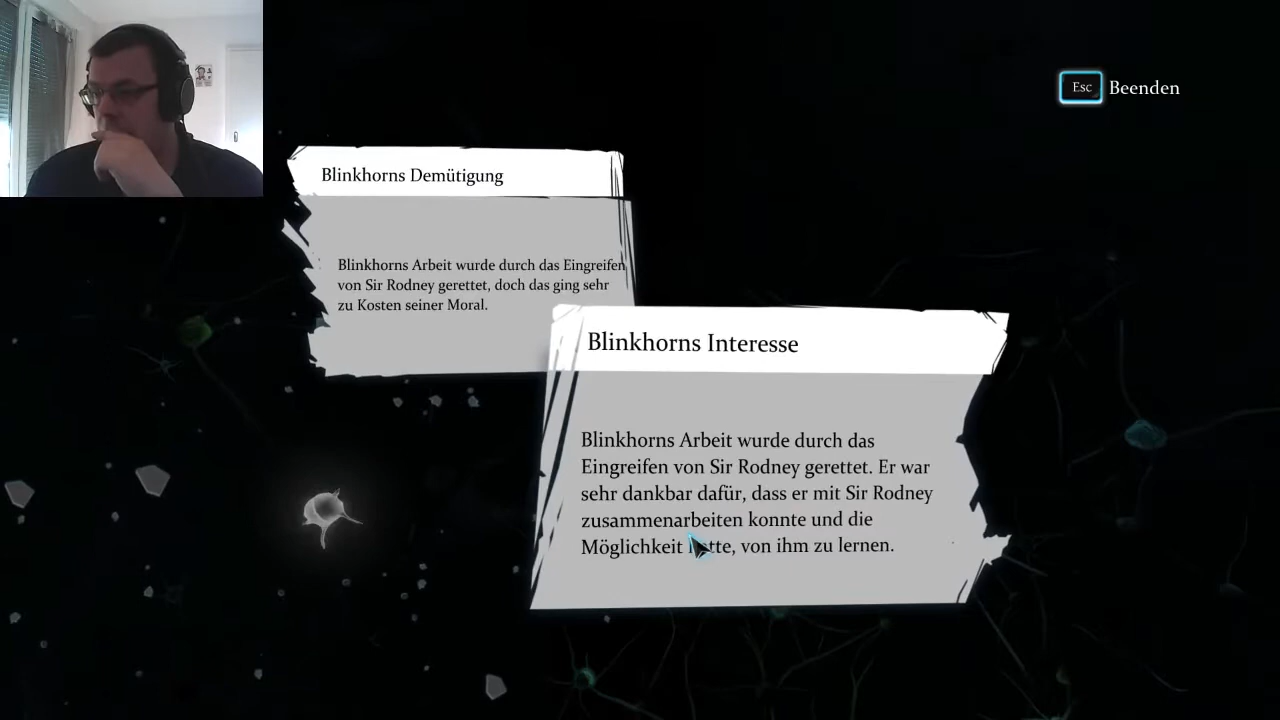 Esc Beenden
Blinkhorns Demütigung
Blinkhorns Arbeit wurde durch das Eingreifen
von Sir Rodney gerettet, doch das ging sehr
zu Kosten seiner Moral.
Blinkhorns Interesse
Blinkhorns Arbeit wurde durch das
Eingreifen von Sir Rodney gerettet. Er war
sehr dankbar dafür, dass er mit Sir Rodney
zusammenarbeiten konnte und die
Möglichkeit hatte, von ihm zu lernen.